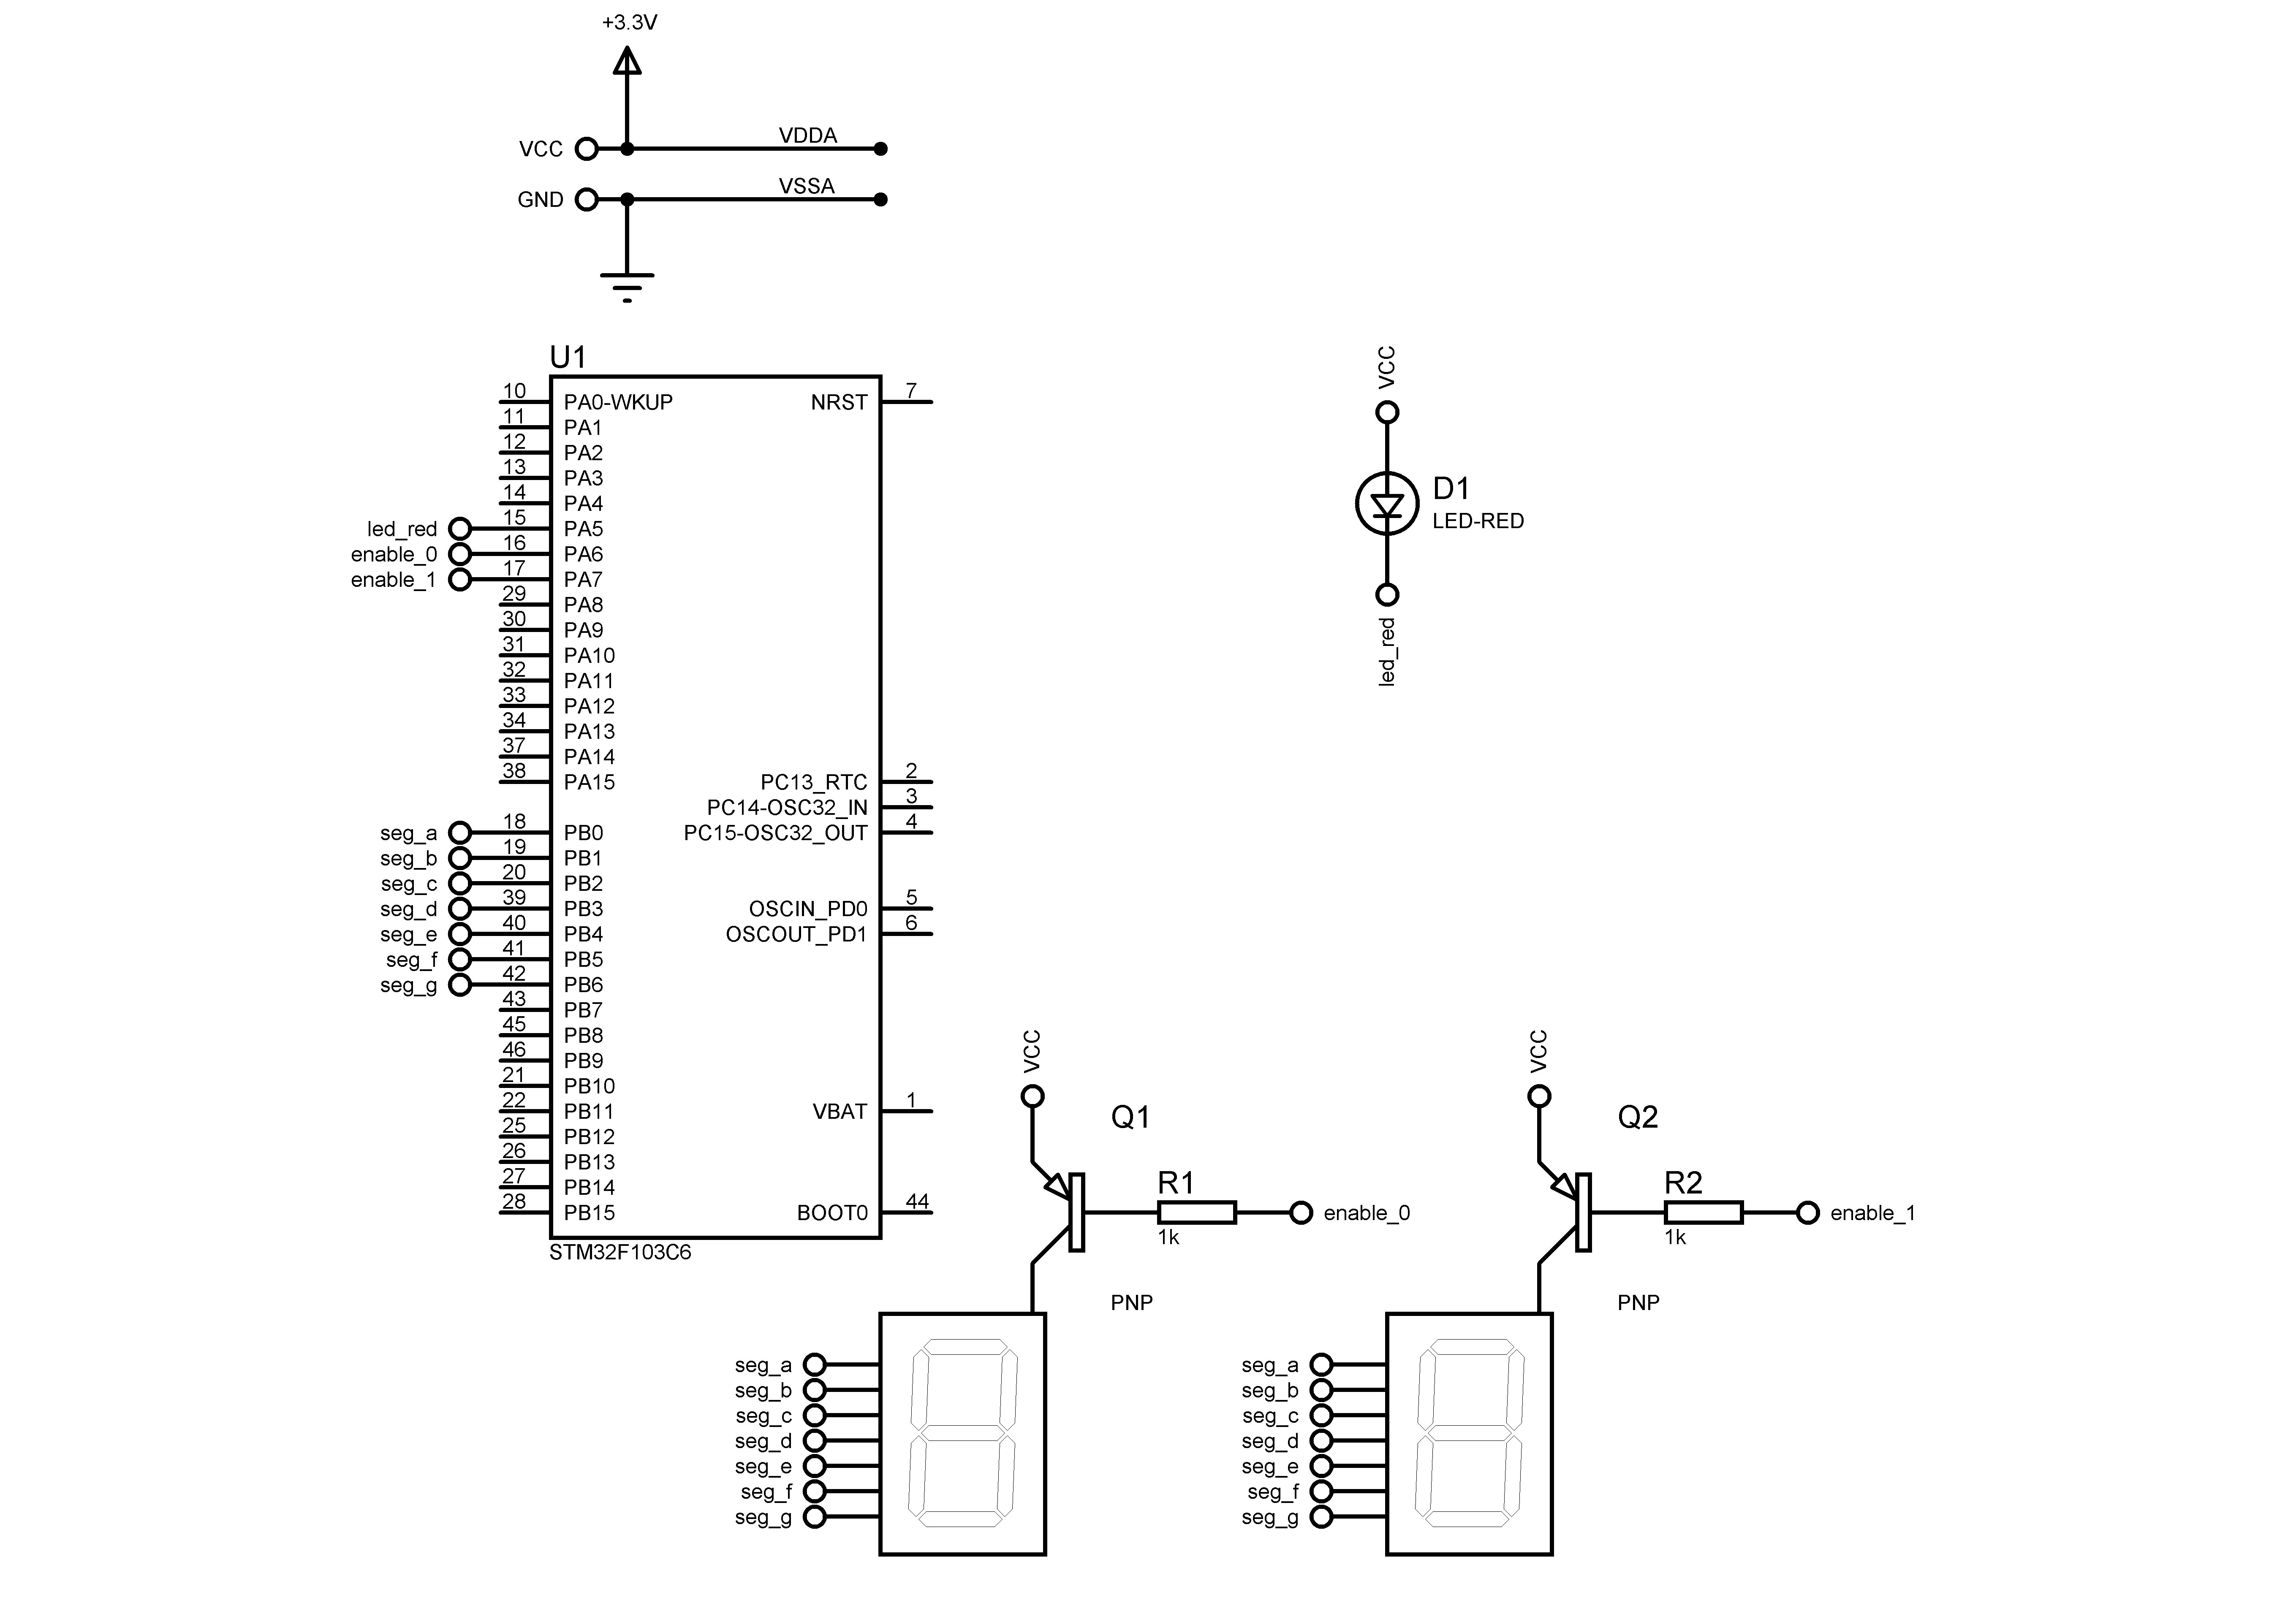 +3.3V
VCC
VDDA
GND
VSSA
U1
10 PA0-WKUP
11 PA1
12 PA2
13 PA3
14 PA4
led_red 15 PA5
enable_0 16 PA6
enable_1 17 PA7
29 PA8
30 PA9
31 PA10
32 PA11
33 PA12
34 PA13
37 PA14
38 PA15
seg_a 18 PB0
seg_b 19 PB1
seg_c 20 PB2
seg_d 39 PB3
seg_e 40 PB4
seg_f 41 PB5
seg_g 42 PB6
43 PB7
45 PB8
46 PB9
21 PB10
22 PB11
25 PB12
26 PB13
27 PB14
28 PB15
NRST 7
PC13_RTC 2
PC14-OSC32_IN 3
PC15-OSC32_OUT 4
OSCIN_PD0 5
OSCOUT_PD1 6
VBAT 1
BOOT0 44
STM32F103C6
VCC
D1
LED-RED
led_red
VCC
Q1
R1
1k
enable_0
PNP
seg_a
seg_b
seg_c
seg_d
seg_e
seg_f
seg_g
VCC
Q2
R2
1k
enable_1
PNP
seg_a
seg_b
seg_c
seg_d
seg_e
seg_f
seg_g